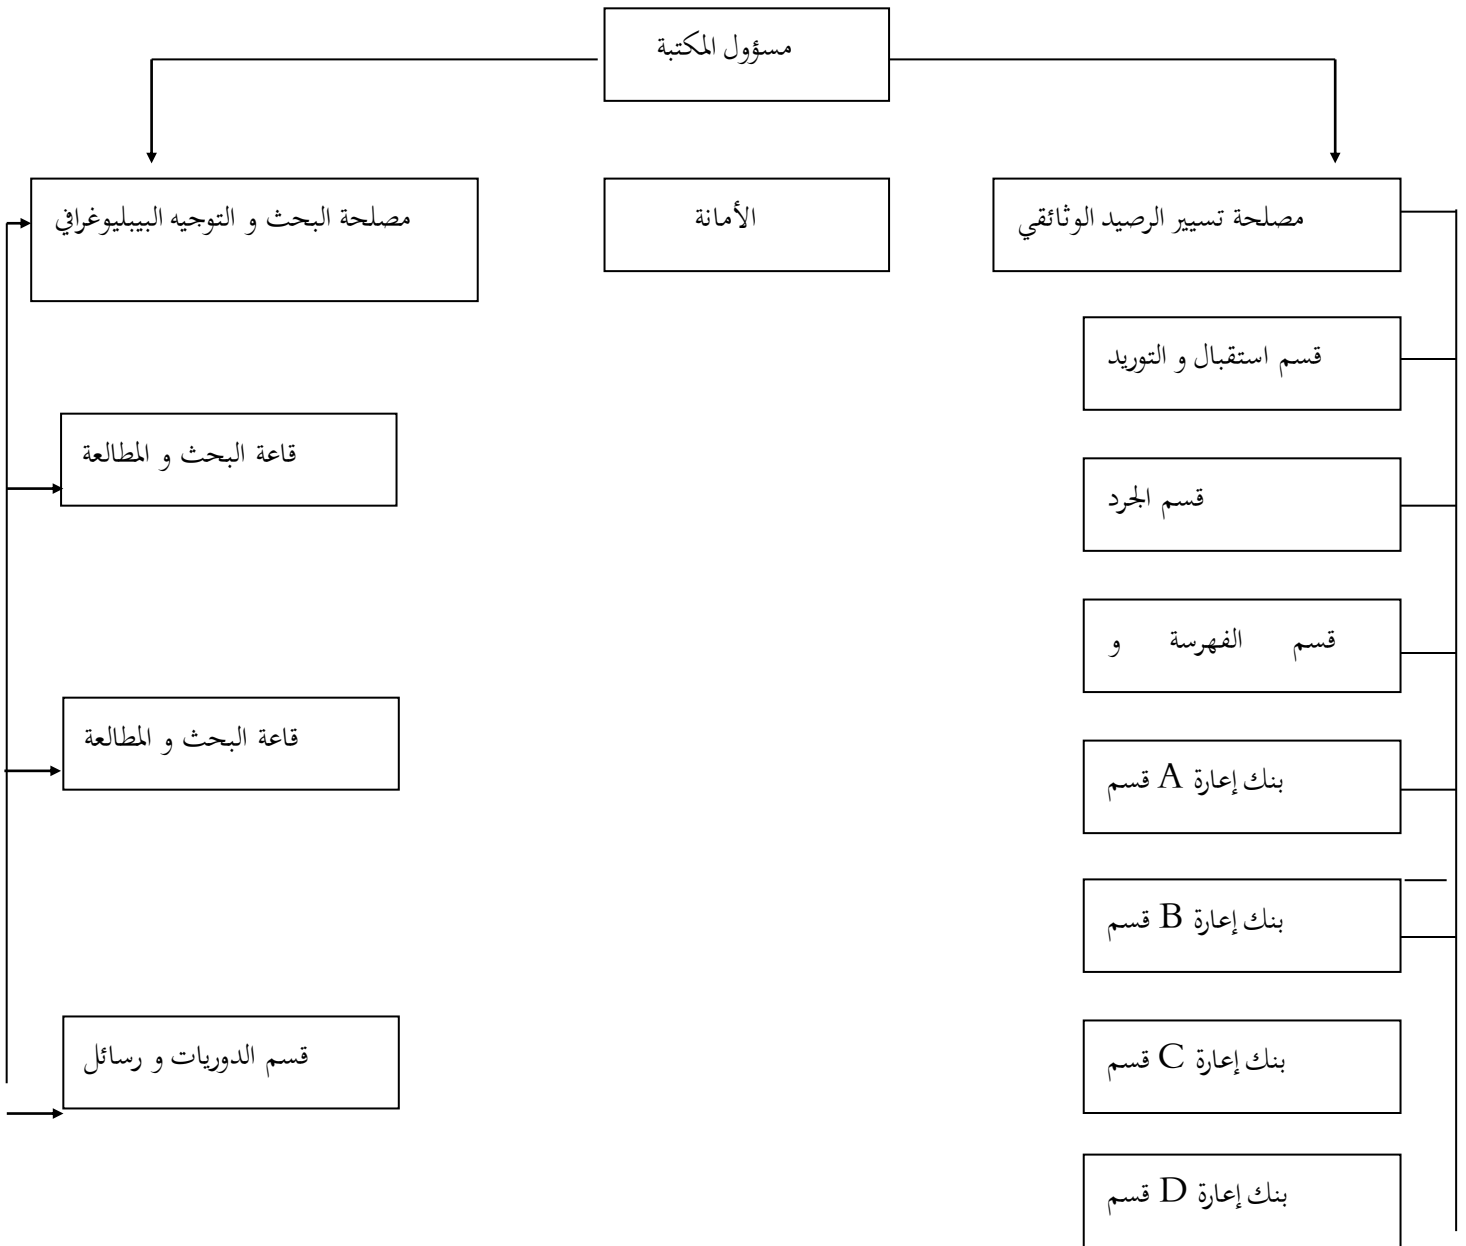 مسؤول المكتبة
مصلحة تسيير الرصيد الوثائقي
الأمانة
مصلحة البحث و التوجيه البيبليوغرافي
قسم استقبال و التوريد
قسم الجرد
قسم الفهرسة و
بنك إعارة A قسم
بنك إعارة B قسم
بنك إعارة C قسم
بنك إعارة D قسم
قاعة البحث و المطالعة
قاعة البحث و المطالعة
قسم الدوريات و رسائل